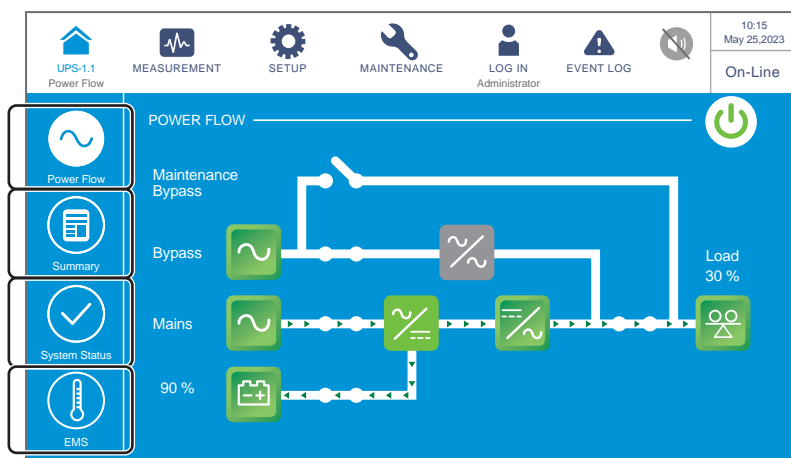 UPS-1.1
Power Flow
MEASUREMENT
SETUP
MAINTENANCE
LOG IN
Administrator
EVENT LOG
10:15
May 25,2023
On-Line
Power Flow
Summary
System Status
EMS
POWER FLOW
Maintenance
Bypass
Bypass
Load
30 %
Mains
90 %